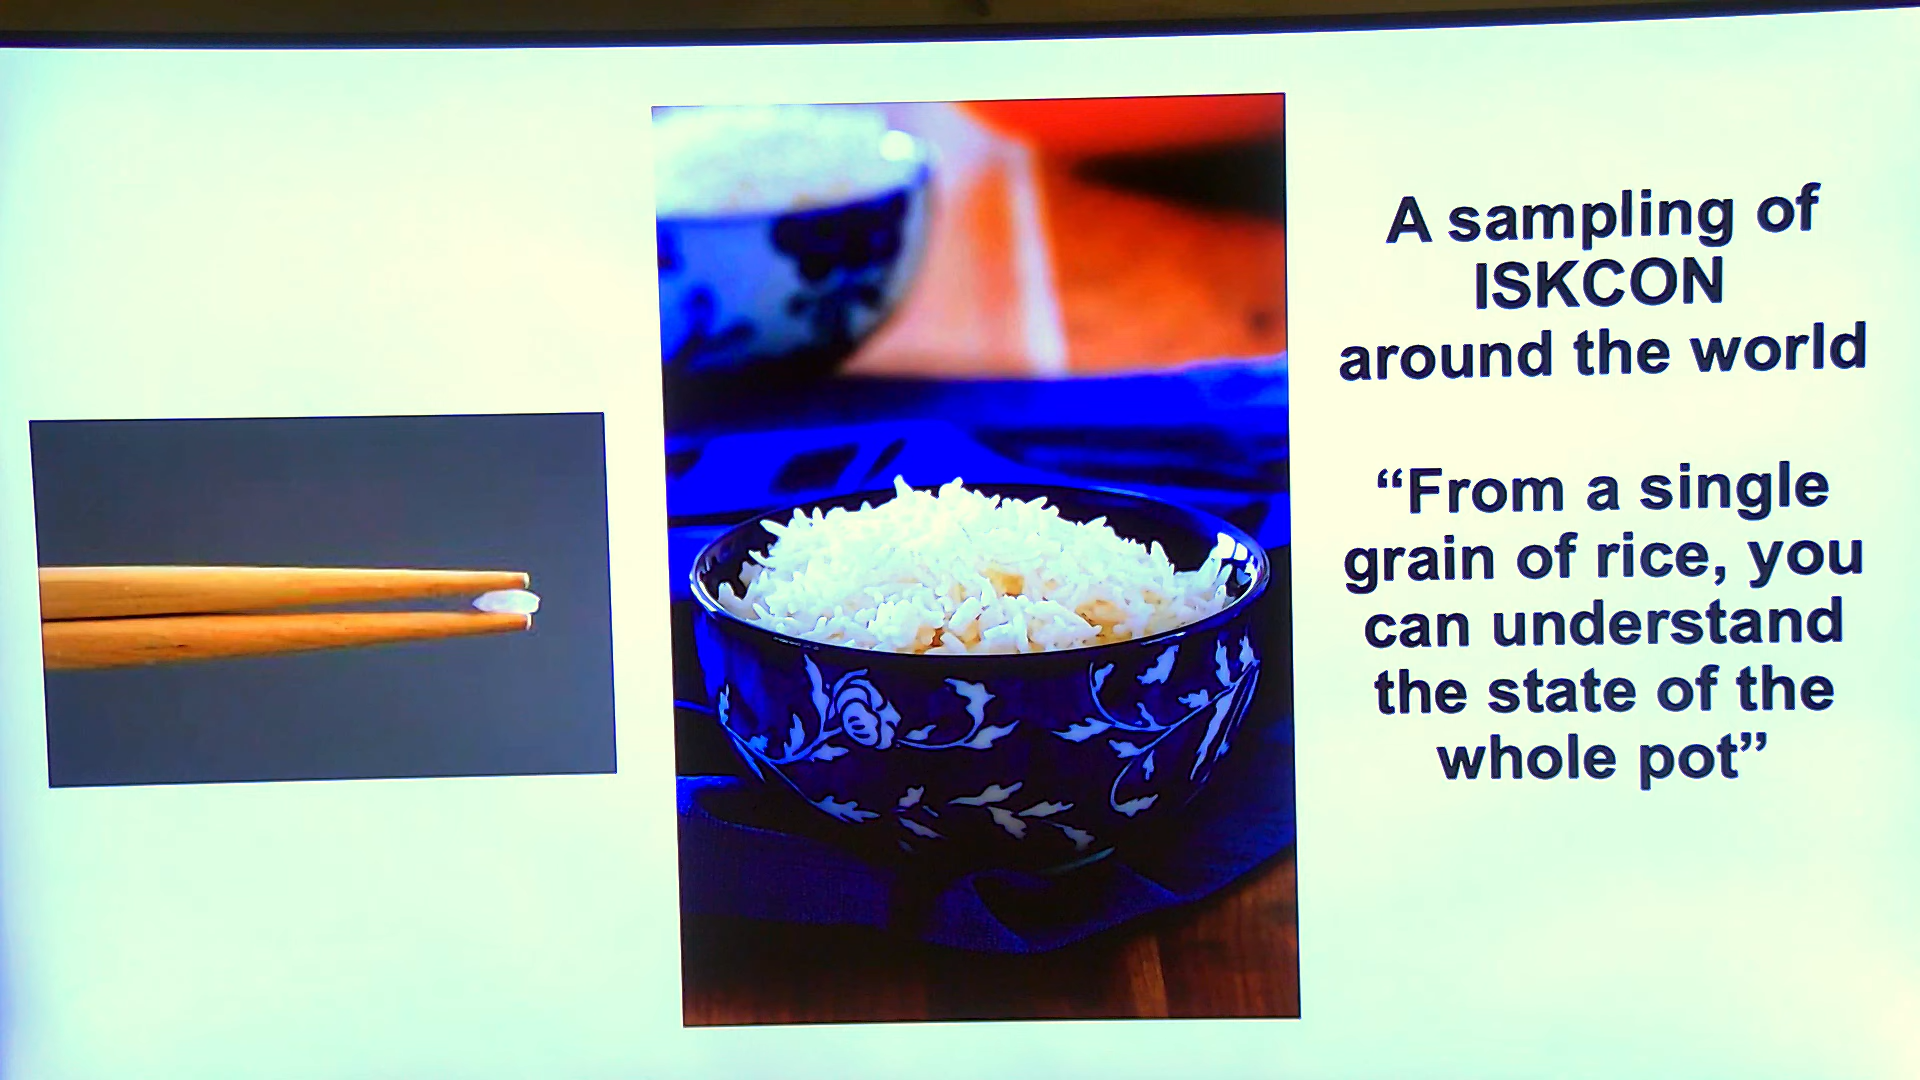 A sampling of
ISKCON
around the world
“From a single
grain of rice, you
can understand
the state of the
whole pot”